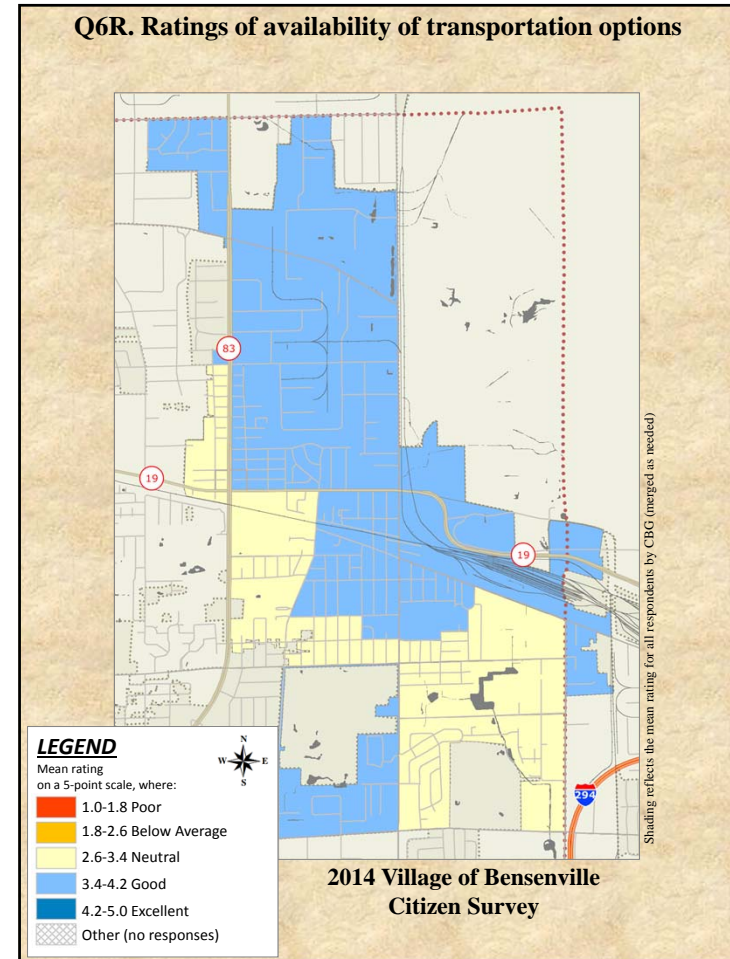 Q6R. Ratings of availability of transportation options
83
19
19
294
Shading reflects the mean rating for all respondents by CBG (merged as needed)
LEGEND
Mean rating
on a 5-point scale, where:
N
W E
S
1.0-1.8 Poor
1.8-2.6 Below Average
2.6-3.4 Neutral
3.4-4.2 Good
4.2-5.0 Excellent
Other (no responses)
2014 Village of Bensenville
Citizen Survey